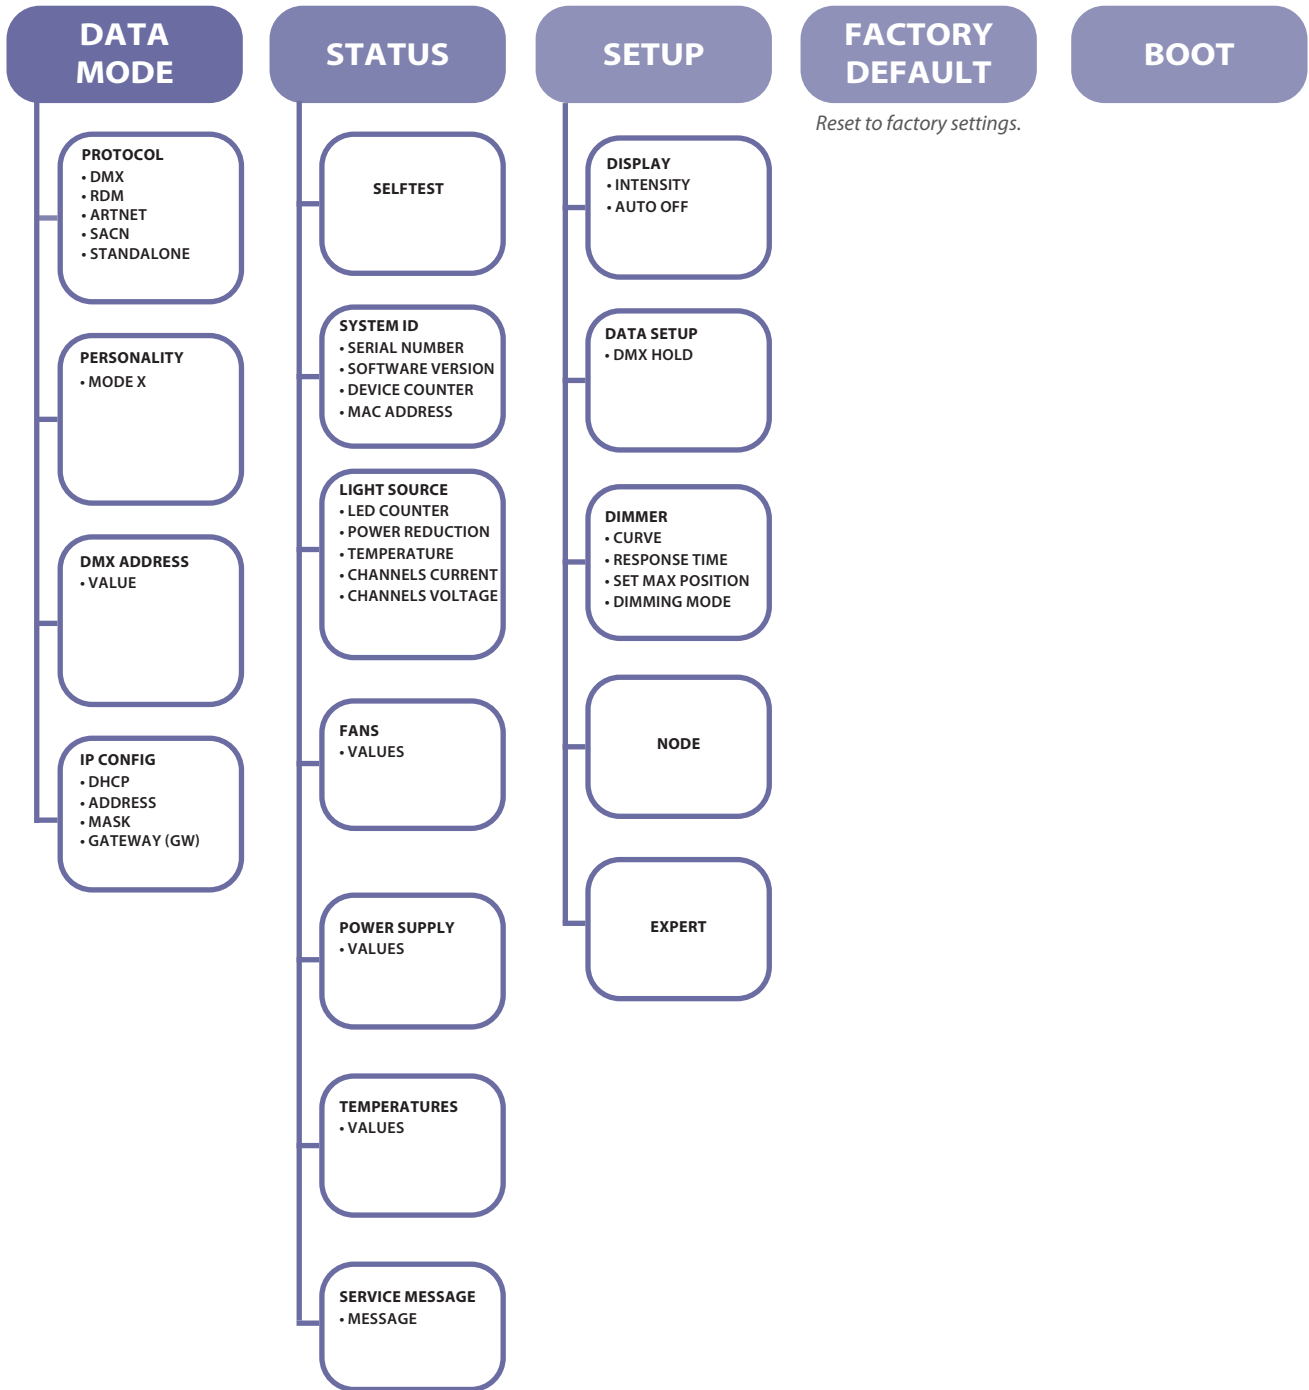 DATA
MODE
PROTOCOL
• DMX
• RDM
• ARTNET
• SACN
• STANDALONE
PERSONALITY
• MODE X
DMX ADDRESS
• VALUE
IP CONFIG
• DHCP
• ADDRESS
• MASK
• GATEWAY (GW)
STATUS
SELFTEST
SYSTEM ID
• SERIAL NUMBER
• SOFTWARE VERSION
• DEVICE COUNTER
• MAC ADDRESS
LIGHT SOURCE
• LED COUNTER
• POWER REDUCTION
• TEMPERATURE
• CHANNELS CURRENT
• CHANNELS VOLTAGE
FANS
• VALUES
POWER SUPPLY
• VALUES
TEMPERATURES
• VALUES
SERVICE MESSAGE
• MESSAGE
SETUP
DISPLAY
• INTENSITY
• AUTO OFF
DATA SETUP
• DMX HOLD
DIMMER
• CURVE
• RESPONSE TIME
• SET MAX POSITION
• DIMMING MODE
NODE
EXPERT
FACTORY
DEFAULT
Reset to factory settings.
BOOT